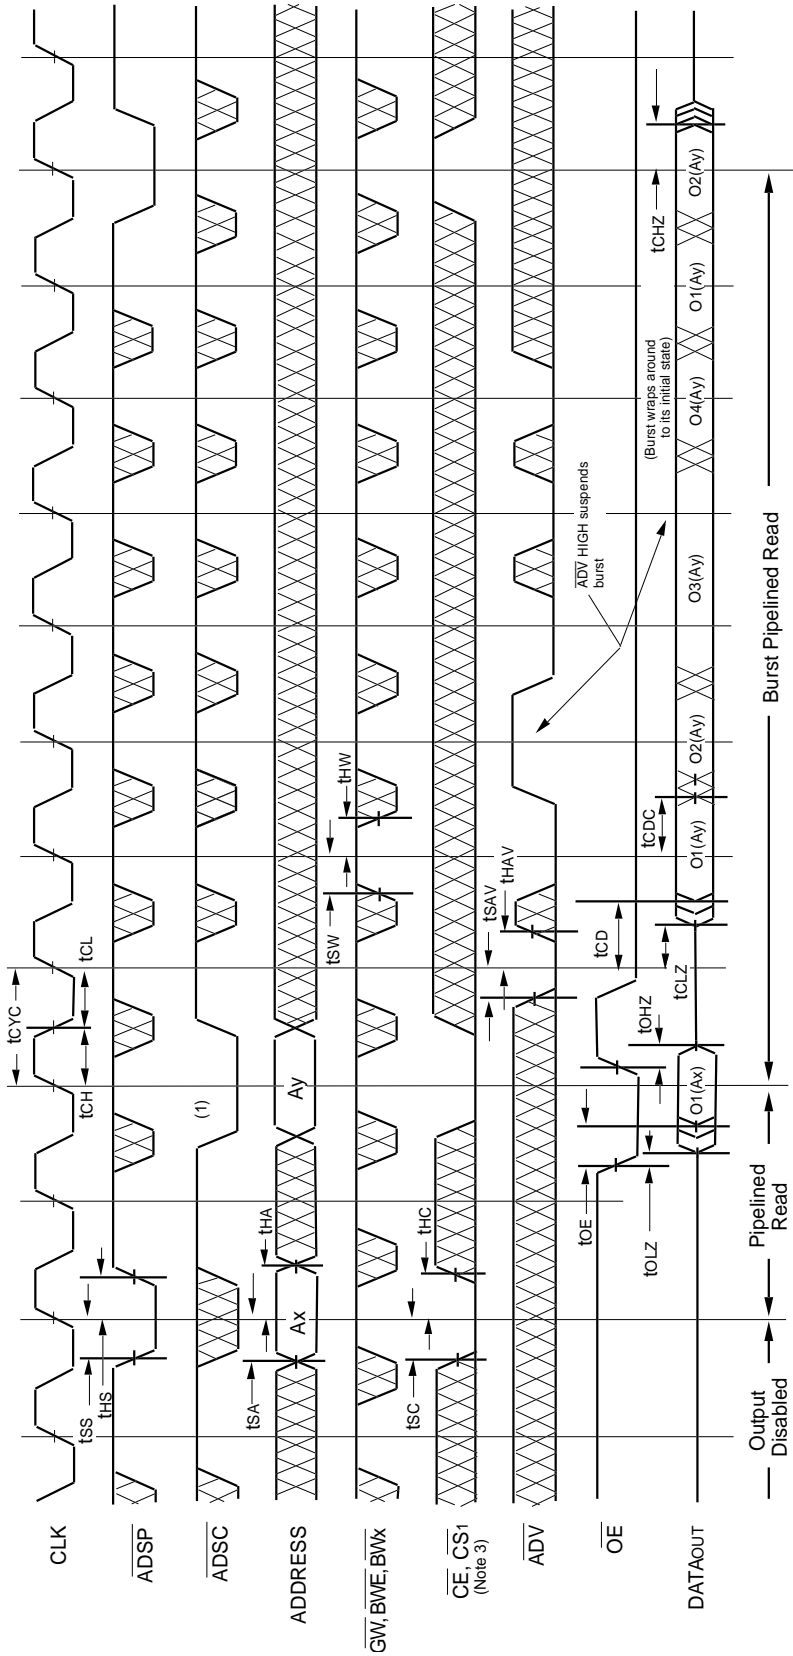 CLK
ADSP
ADSC
ADDRESS
GW, BWE, BWx
CE, CS1
(Note 3)
ADV
OE
DATAOUT
tCYC
tCH
tCL
tSS
tHS
(1)
tSA
tHA
Ax
Ay
tSW
tHW
tSC
tHC
tSAV
tHAV
ADV HIGH suspends
burst
tOE
tOLZ
tOHZ
tCD
tCLZ
tCDC
tCHZ
(Burst wraps around
to its initial state)
O1(Ax)
O1(Ay)
O2(Ay)
O3(Ay)
O4(Ay)
O1(Ay)
O2(Ay)
Output
Disabled
Pipelined
Read
Burst Pipelined Read